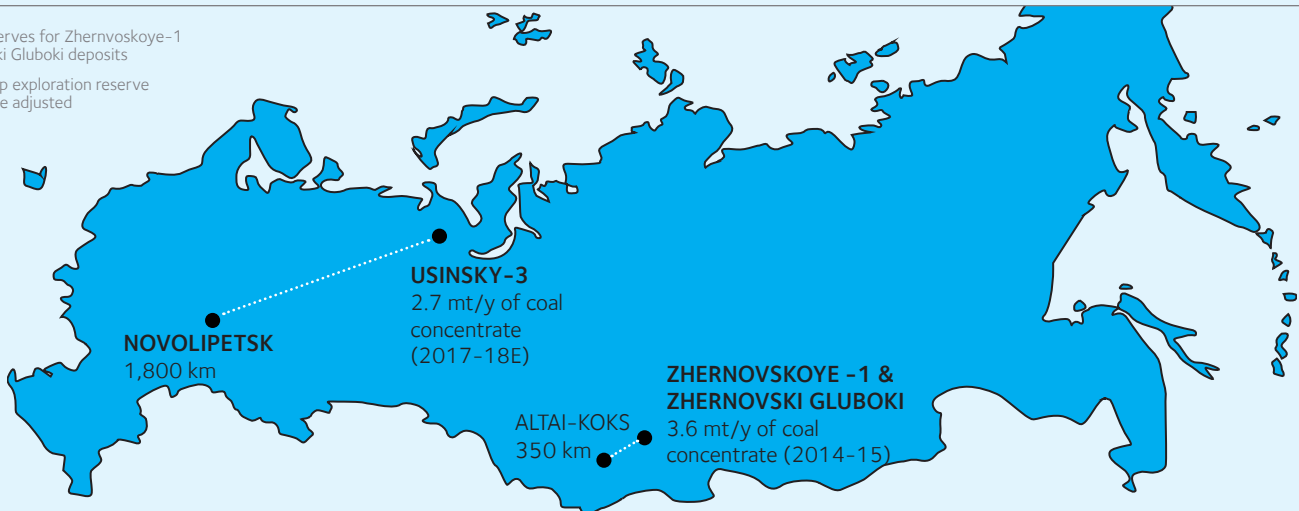 erves for Zhernvoskoye-1
ki Gluboki deposits
p exploration reserve
e adjusted
USINSKY-3
2.7 mt/y of coal
concentrate
(2017-18E)
NOVOLIPETSK
1,800 km
ZHERNOVSKOYE -1 &
ZHERNOVSKI GLUBOKI
3.6 mt/y of coal
concentrate (2014-15)
ALTAI-KOKS
350 km